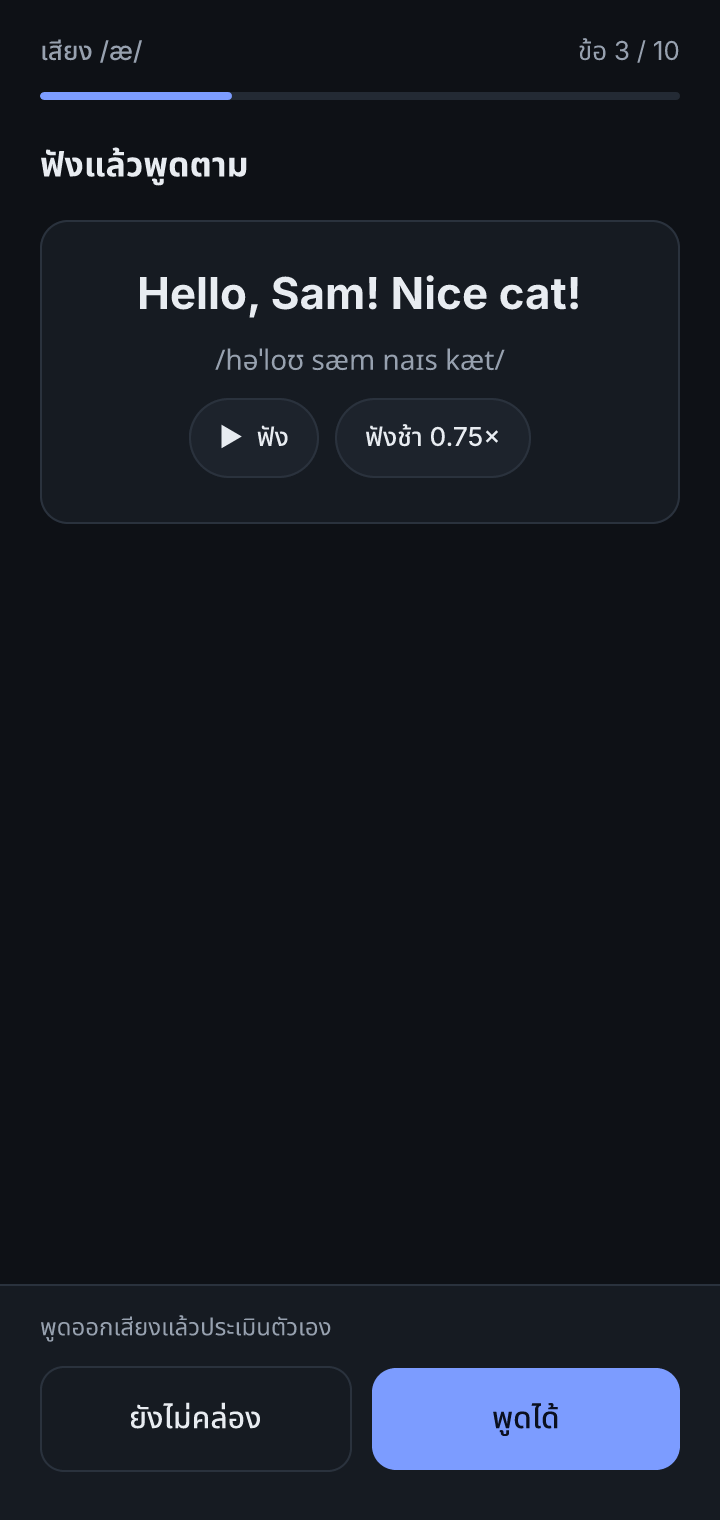 เสียง /æ/
ข้อ 3 / 10
ฟังแล้วพูดตาม
Hello, Sam! Nice cat!
/həˈloʊ sæm naɪs kæt/
▶ ฟัง
ฟังช้า 0.75×
พูดออกเสียงแล้วประเมินตัวเอง
ยังไม่คล่อง
พูดได้